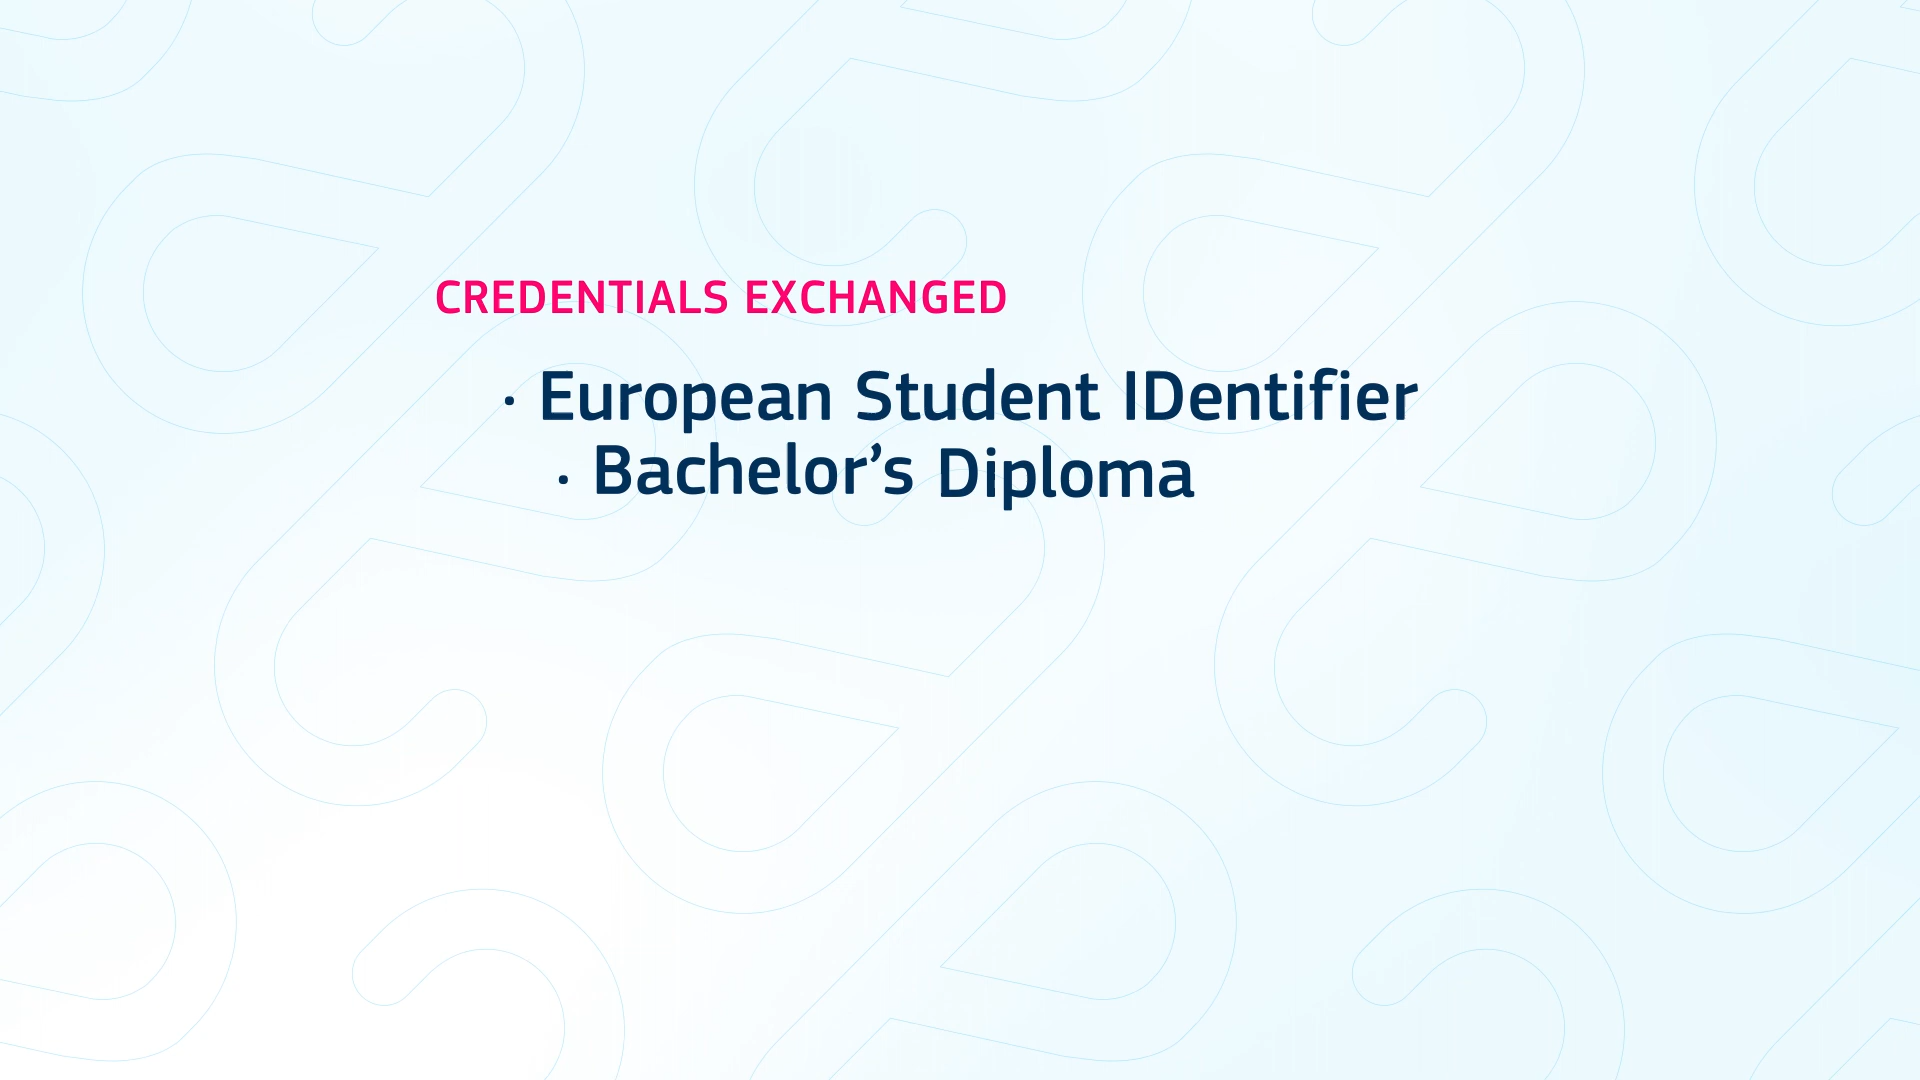 CREDENTIALS EXCHANGED
· European Student IDentifier
· Bachelor’s Diploma